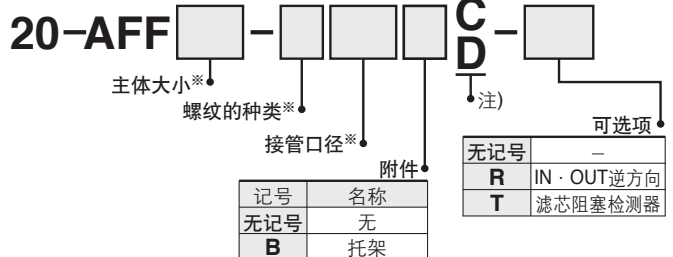 20-AFF□-□□□C/D-□
主体大小※
螺纹的种类※
接管口径※
附件
注)
可选项
无记号 –
R IN · OUT逆方向
T 滤芯阻塞检测器
记号 名称
无记号 无
B 托架